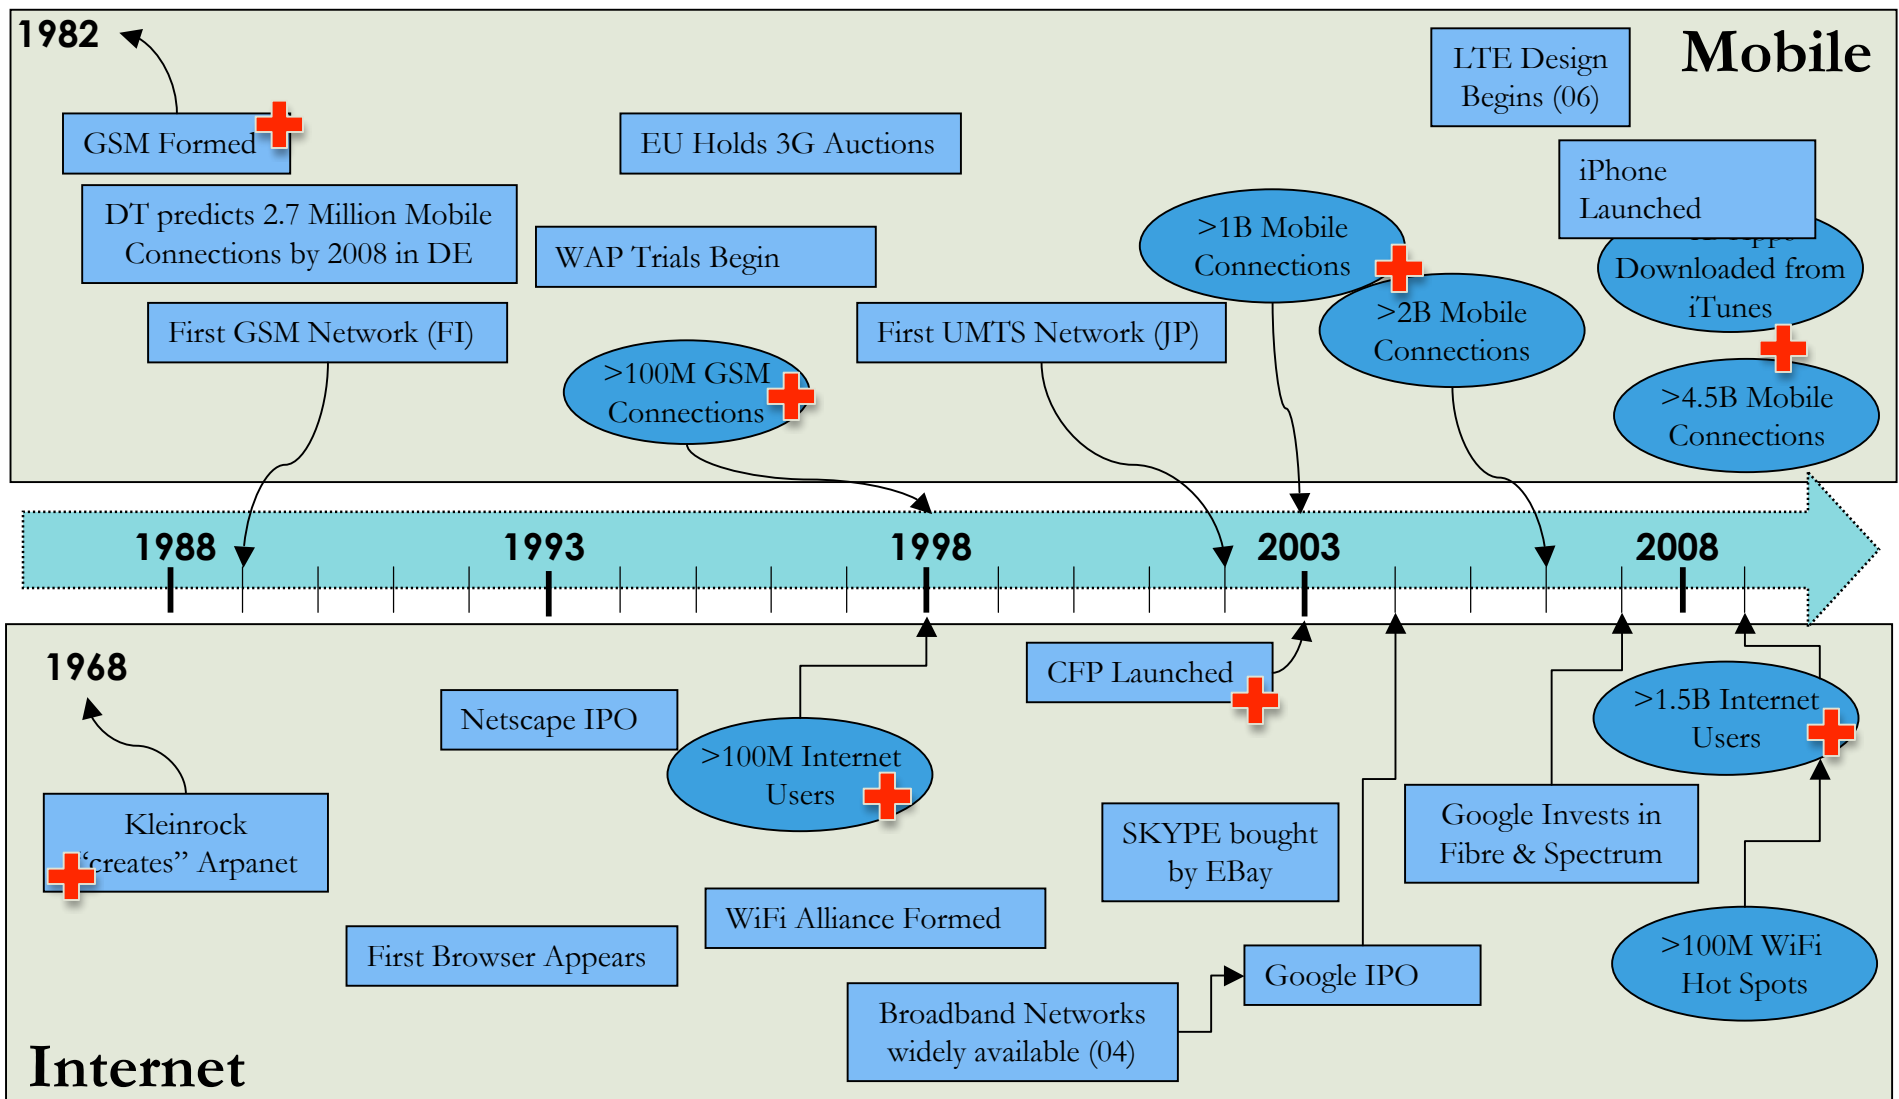 1982
Mobile
LTE Design
Begins (06)
GSM Formed
EU Holds 3G Auctions
iPhone
Launched
DT predicts 2.7 Million Mobile
Connections by 2008 in DE
WAP Trials Begin
>1B Mobile
Connections
Downloaded from
iTunes
First GSM Network (FI)
First UMTS Network (JP)
>2B Mobile
Connections
>100M GSM
Connections
>4.5B Mobile
Connections
1988
1993
1998
2003
2008
1968
CFP Launched
Netscape IPO
>1.5B Internet
Users
>100M Internet
Users
Kleinrock
“creates” Arpanet
SKYPE bought
by EBay
Google Invests in
Fibre & Spectrum
WiFi Alliance Formed
First Browser Appears
Google IPO
>100M WiFi
Hot Spots
Broadband Networks
widely available (04)
Internet